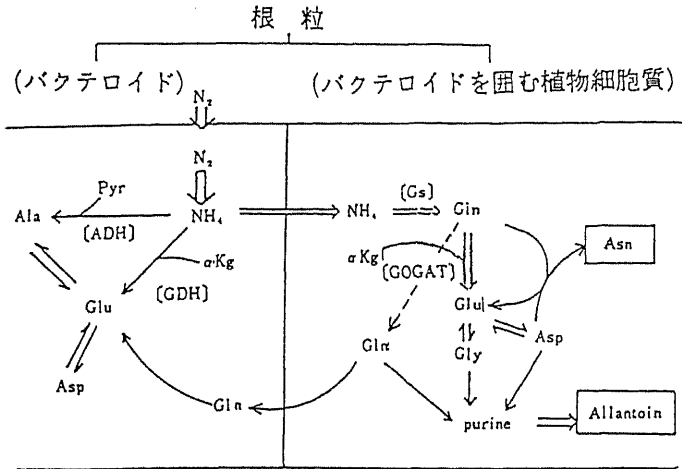 根 粒
(バクテロイド)
(バクテロイドを囲む植物細胞質)
N₂
N₂
Pyr
Ala
NH₄
NH₄
[Gs]
Gln
[ADH]
α-Kg
αKg
[GOGAT]
Asn
[GDH]
Glu
Glu
Asp
Gln
Gly
Asp
Gln
purine
Allantoin